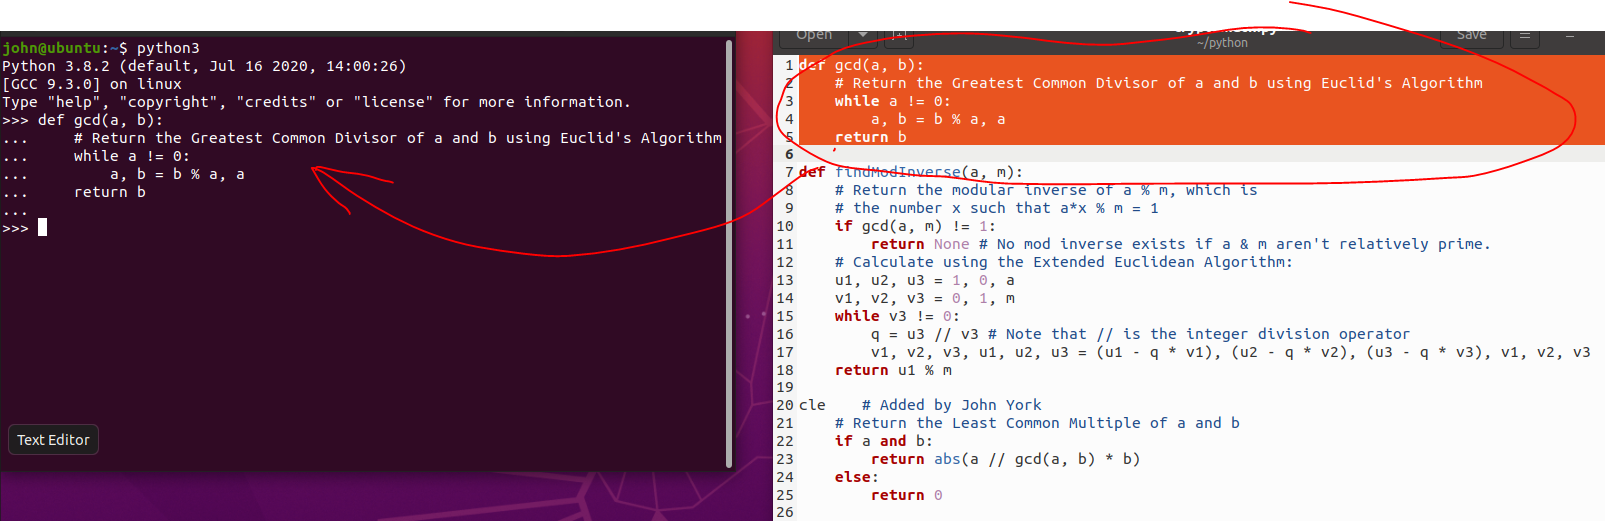 john@ubuntu:~$ python3
Python 3.8.2 (default, Jul 16 2020, 14:00:26)
[GCC 9.3.0] on linux
Type "help", "copyright", "credits" or "license" for more information.
>>> def gcd(a, b):
...     # Return the Greatest Common Divisor of a and b using Euclid's Algorithm
...     while a != 0:
...         a, b = b % a, a
...     return b
...
>>>
Text Editor
Open
~/python
Save
1 def gcd(a, b):
2     # Return the Greatest Common Divisor of a and b using Euclid's Algorithm
3     while a != 0:
4         a, b = b % a, a
5     return b
6
7 def findModInverse(a, m):
8     # Return the modular inverse of a % m, which is
9     # the number x such that a*x % m = 1
10     if gcd(a, m) != 1:
11         return None # No mod inverse exists if a & m aren't relatively prime.
12     # Calculate using the Extended Euclidean Algorithm:
13     u1, u2, u3 = 1, 0, a
14     v1, v2, v3 = 0, 1, m
15     while v3 != 0:
16         q = u3 // v3 # Note that // is the integer division operator
17         v1, v2, v3, u1, u2, u3 = (u1 - q * v1), (u2 - q * v2), (u3 - q * v3), v1, v2, v3
18     return u1 % m
19
20 cle    # Added by John York
21     # Return the Least Common Multiple of a and b
22     if a and b:
23         return abs(a // gcd(a, b) * b)
24     else:
25         return 0
26